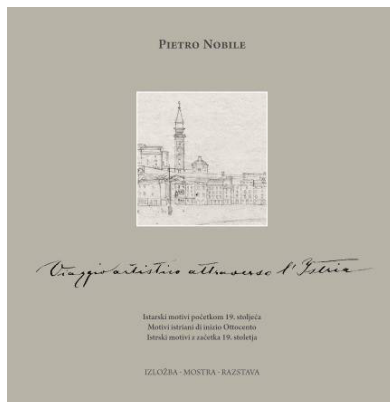 PIETRO NOBILE
Viaggio artistico attraverso l'Istria
Istarski motivi početkom 19. stoljeća
Motivi istriani di inizio Ottocento
Istrski motivi z začetka 19. stoletja
IZLOŽBA - MOSTRA - RAZSTAVA